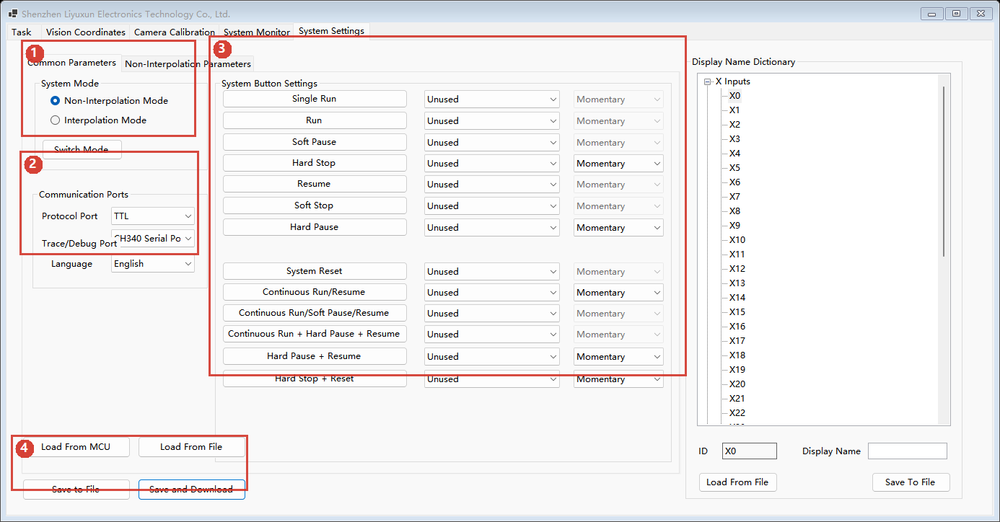 Shenzhen Liyuxun Electronics Technology Co., Ltd.
Task Vision Coordinates Camera Calibration System Monitor System Settings
1
Common Parameters Non-Interpolation Parameters
System Mode
Non-Interpolation Mode
Interpolation Mode
Switch Mode
2
Communication Ports
Protocol Port TTL
Trace/Debug Port CH340 Serial Po
Language English
3
System Button Settings
Single Run Unused Momentary
Run Unused Momentary
Soft Pause Unused Momentary
Hard Stop Unused Momentary
Resume Unused Momentary
Soft Stop Unused Momentary
Hard Pause Unused Momentary
System Reset Unused Momentary
Continuous Run/Resume Unused Momentary
Continuous Run/Soft Pause/Resume Unused Momentary
Continuous Run + Hard Pause + Resume Unused Momentary
Hard Pause + Resume Unused Momentary
Hard Stop + Reset Unused Momentary
4
Load From MCU Load From File
Save to File Save and Download
Display Name Dictionary
X Inputs
X0
X1
X2
X3
X4
X5
X6
X7
X8
X9
X10
X11
X12
X13
X14
X15
X16
X17
X18
X19
X20
X21
X22
ID X0 Display Name
Load From File Save To File